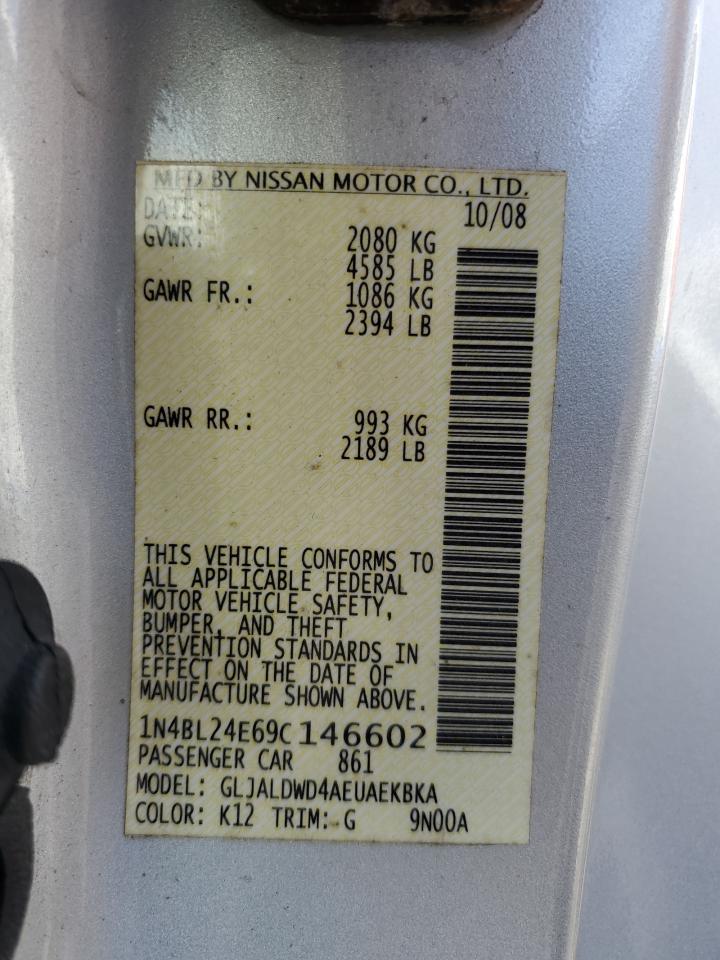 MFD BY NISSAN MOTOR CO., LTD.
DATE: 10/08
GVWR: 2080 KG
4585 LB
GAWR FR.: 1086 KG
2394 LB
GAWR RR.: 993 KG
2189 LB
THIS VEHICLE CONFORMS TO
ALL APPLICABLE FEDERAL
MOTOR VEHICLE SAFETY,
BUMPER, AND THEFT
PREVENTION STANDARDS IN
EFFECT ON THE DATE OF
MANUFACTURE SHOWN ABOVE.
1N4BL24E69C146602
PASSENGER CAR 861
MODEL: GLJALDWD4AEUAEKBKA
COLOR: K12 TRIM: G 9N00A